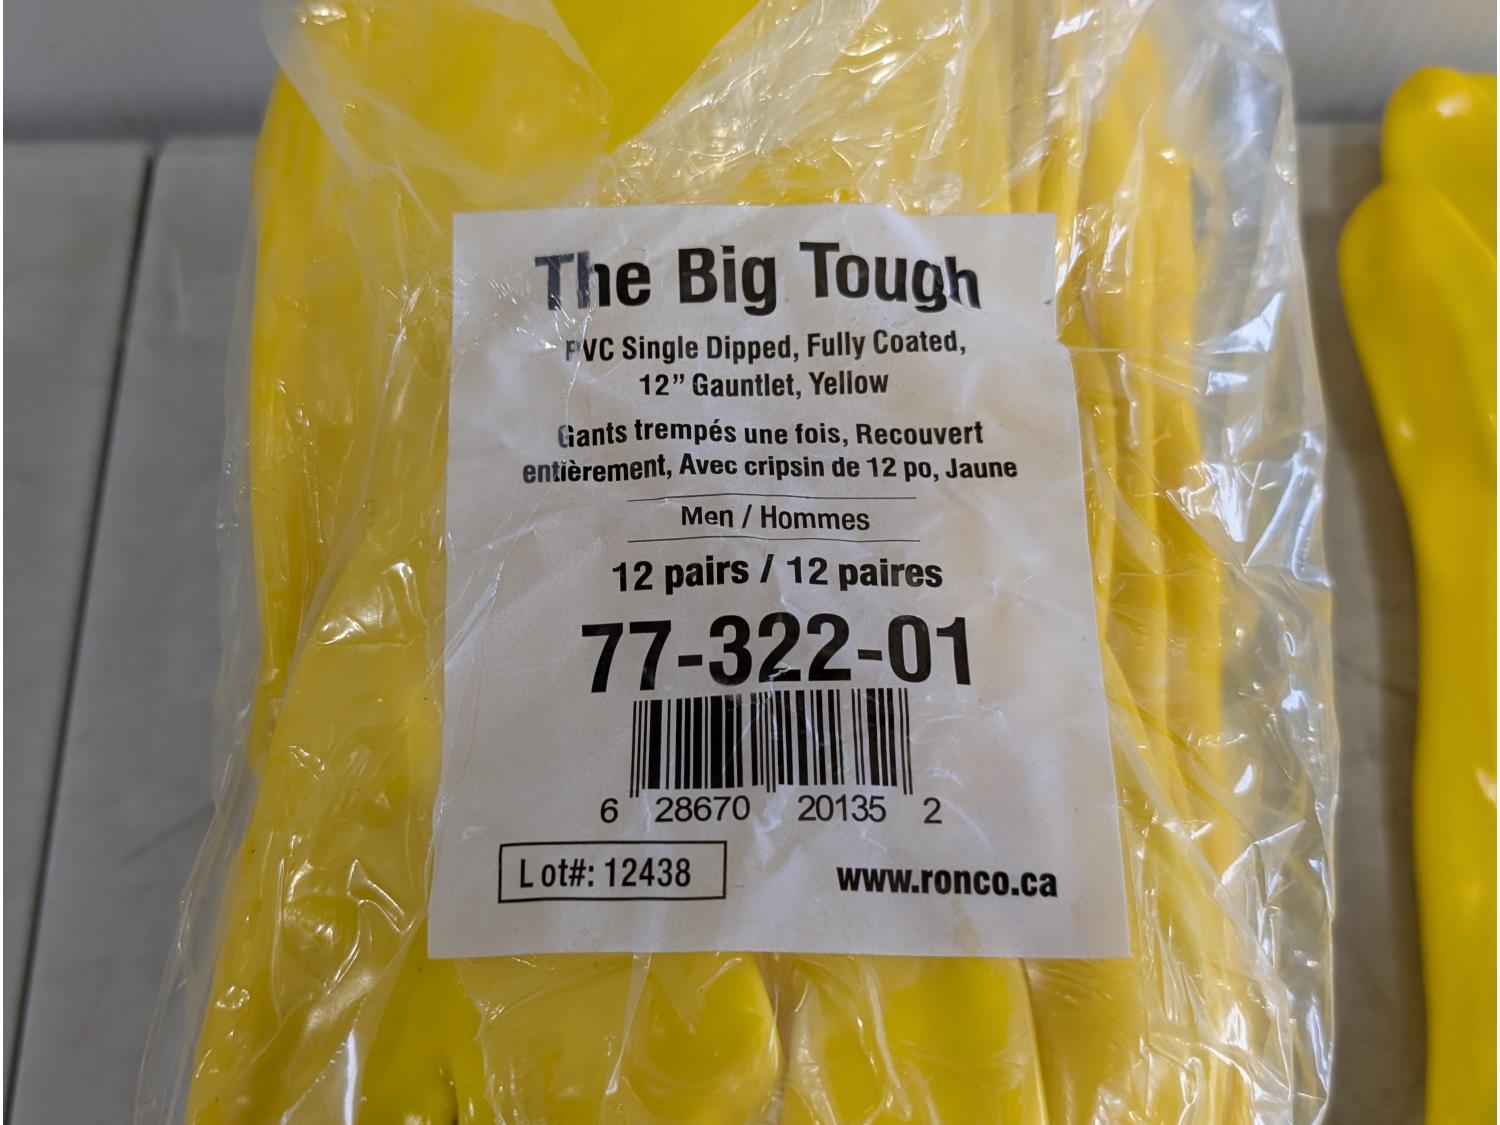 The Big Tough
PVC Single Dipped, Fully Coated,
12” Gauntlet, Yellow
Gants trempés une fois, Recouvert
entièrement, Avec cripsin de 12 po, Jaune
Men / Hommes
12 pairs / 12 paires
77-322-01
6 28670 20135 2
Lot#: 12438
www.ronco.ca